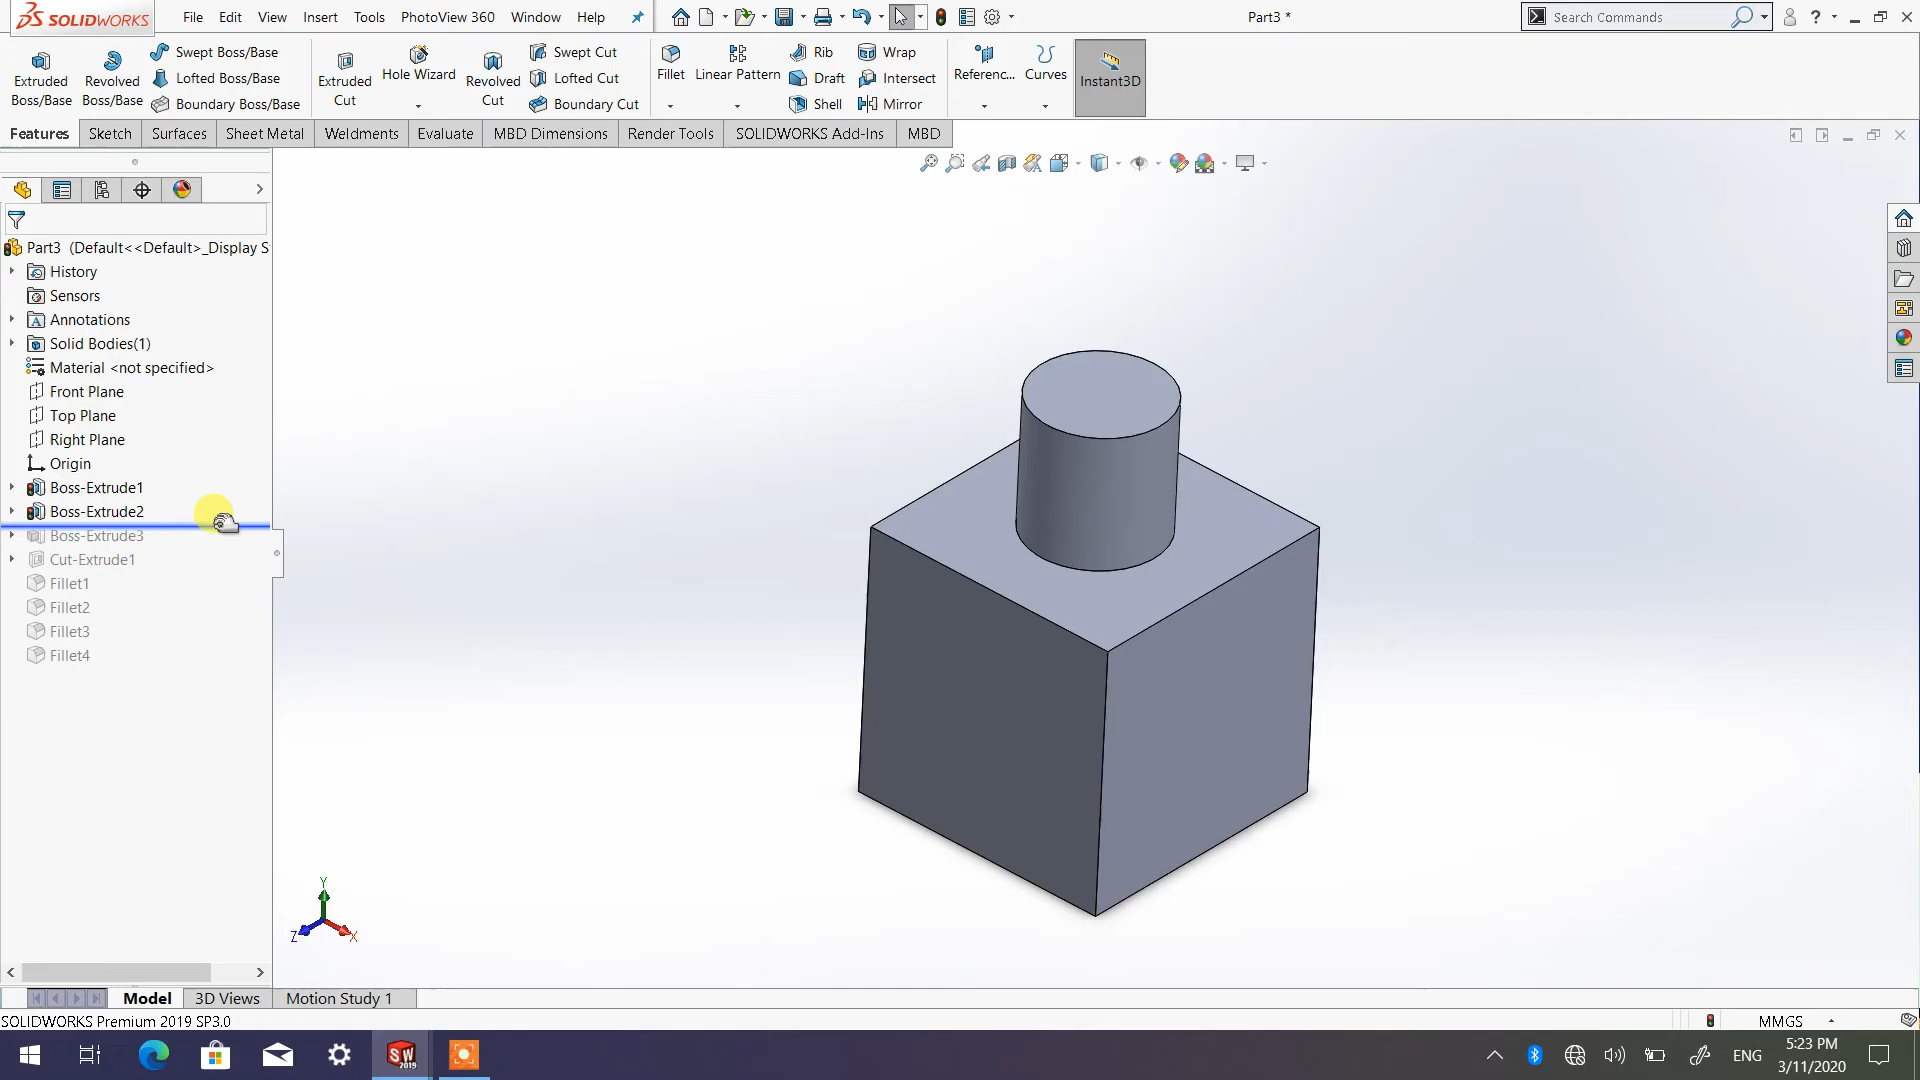 SOLIDWORKS
File Edit View Insert Tools PhotoView 360 Window Help
Part3 *
Search Commands
?
Extruded Boss/Base
Revolved Boss/Base
Swept Boss/Base
Lofted Boss/Base
Boundary Boss/Base
Extruded Cut
Hole Wizard
Revolved Cut
Swept Cut
Lofted Cut
Boundary Cut
Fillet
Linear Pattern
Rib
Draft
Shell
Wrap
Intersect
Mirror
Referenc...
Curves
Instant3D
Features Sketch Surfaces Sheet Metal Weldments Evaluate MBD Dimensions Render Tools SOLIDWORKS Add-Ins MBD
Part3 (Default<<Default>_Display S
History
Sensors
Annotations
Solid Bodies(1)
Material <not specified>
Front Plane
Top Plane
Right Plane
Origin
Boss-Extrude1
Boss-Extrude2
Boss-Extrude3
Cut-Extrude1
Fillet1
Fillet2
Fillet3
Fillet4
Y
Z
X
Model 3D Views Motion Study 1
SOLIDWORKS Premium 2019 SP3.0
MMGS
SW
2019
ENG
5:23 PM
3/11/2020